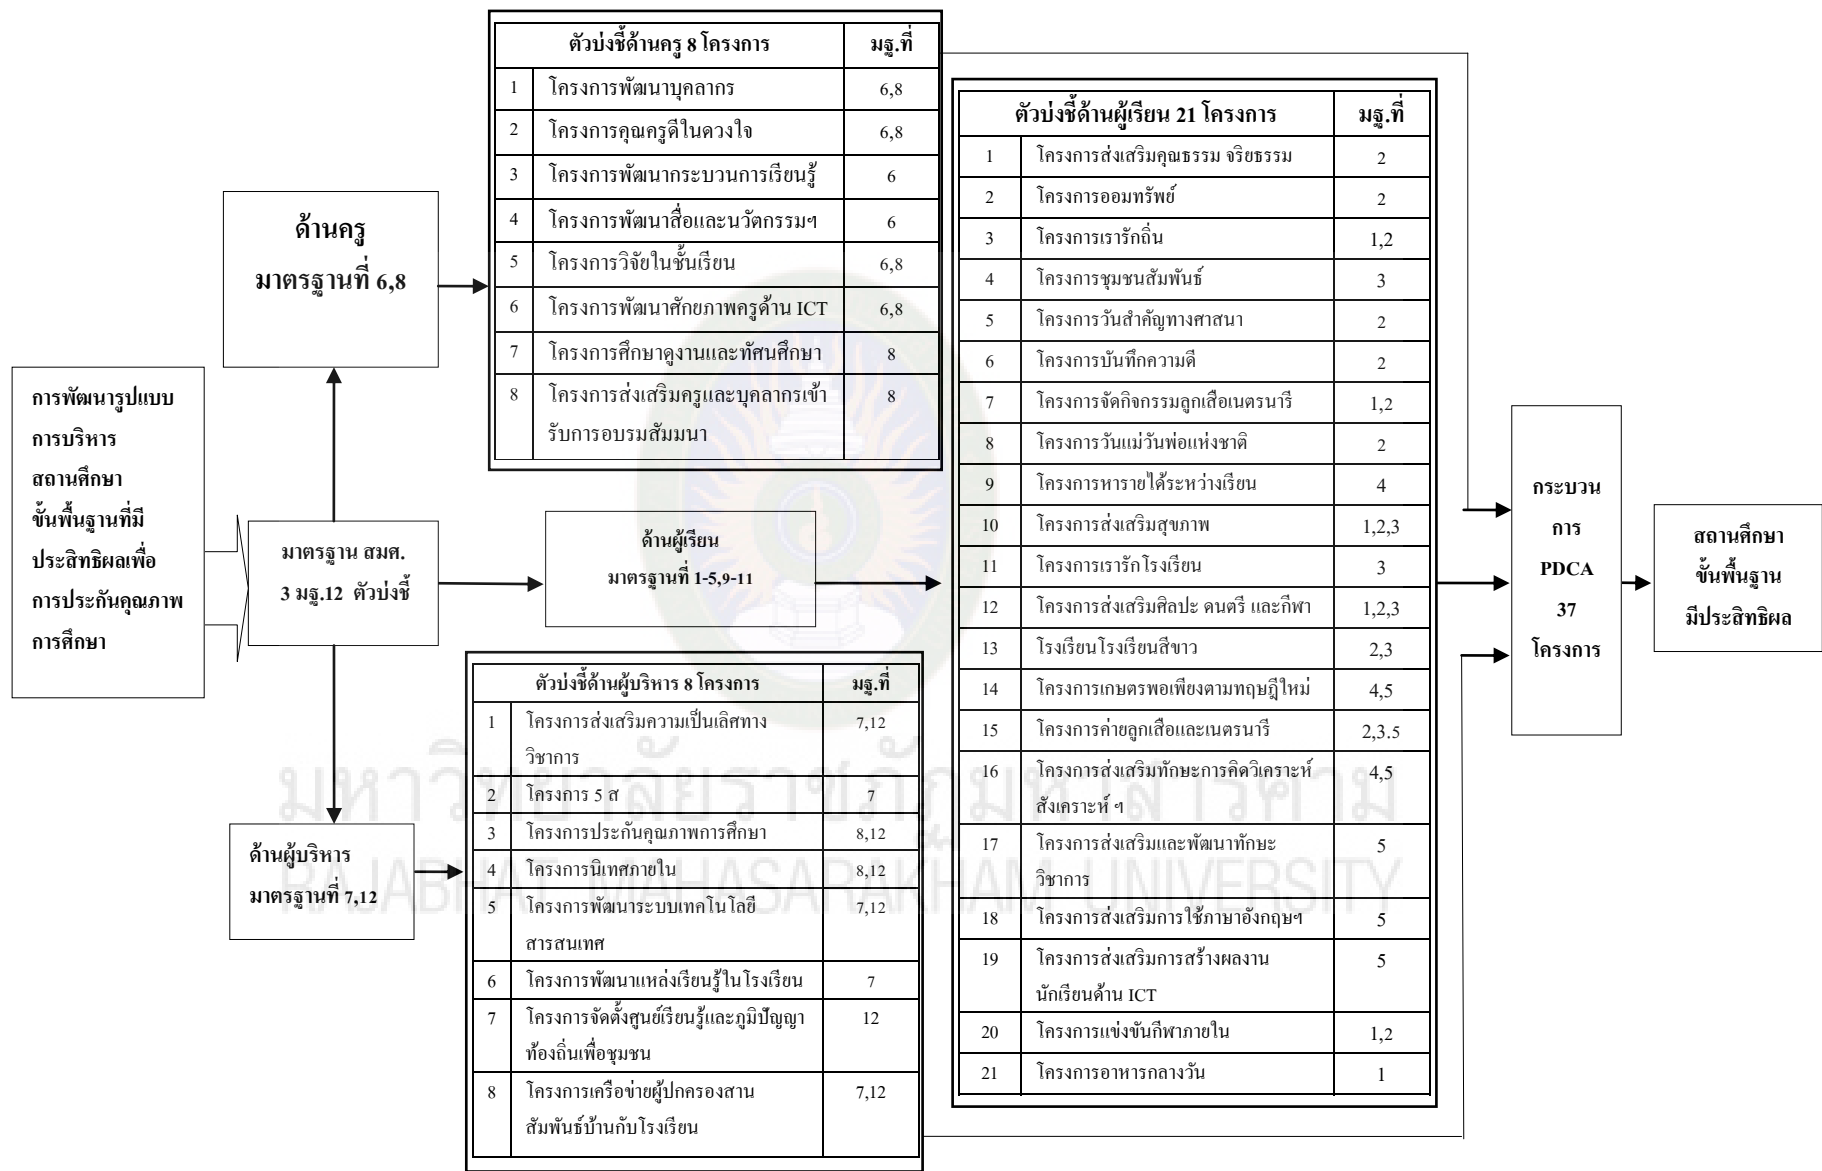 ตัวบ่งชี้ด้านครู 8 โครงการ มฐ.ที่
1 โครงการพัฒนาบุคลากร 6,8
2 โครงการคุณครูดีในดวงใจ 6,8
3 โครงการพัฒนากระบวนการเรียนรู้ 6
4 โครงการพัฒนาสื่อและนวัตกรรมฯ 6
5 โครงการวิจัยในชั้นเรียน 6,8
6 โครงการพัฒนาศักยภาพครูด้าน ICT 6,8
7 โครงการศึกษาดูงานและทัศนศึกษา 8
8 โครงการส่งเสริมครูและบุคลากรเข้า 8
รับการอบรมสัมมนา
ด้านครู
มาตรฐานที่ 6,8
การพัฒนารูปแบบ
การบริหาร
สถานศึกษา
ขั้นพื้นฐานที่มี
ประสิทธิผลเพื่อ
การประกันคุณภาพ
การศึกษา
มาตรฐาน สมศ.
3 มฐ.12 ตัวบ่งชี้
ด้านผู้เรียน
มาตรฐานที่ 1-5,9-11
ด้านผู้บริหาร
มาตรฐานที่ 7,12
ตัวบ่งชี้ด้านผู้บริหาร 8 โครงการ มฐ.ที่
1 โครงการส่งเสริมความเป็นเลิศทาง 7,12
วิชาการ
2 โครงการ 5 ส 7
3 โครงการประกันคุณภาพการศึกษา 8,12
4 โครงการนิเทศภายใน 8,12
5 โครงการพัฒนาระบบเทคโนโลยี 7,12
สารสนเทศ
6 โครงการพัฒนาแหล่งเรียนรู้ในโรงเรียน 7
7 โครงการจัดตั้งศูนย์เรียนรู้และภูมิปัญญา 12
ท้องถิ่นเพื่อชุมชน
8 โครงการเครือข่ายผู้ปกครองสาน 7,12
สัมพันธ์บ้านกับโรงเรียน
ตัวบ่งชี้ด้านผู้เรียน 21 โครงการ มฐ.ที่
1 โครงการส่งเสริมคุณธรรม จริยธรรม 2
2 โครงการออมทรัพย์ 2
3 โครงการเรารักถิ่น 1,2
4 โครงการชุมชนสัมพันธ์ 3
5 โครงการวันสำคัญทางศาสนา 2
6 โครงการบันทึกความดี 2
7 โครงการจัดกิจกรรมลูกเสือเนตรนารี 1,2
8 โครงการวันแม่วันพ่อแห่งชาติ 2
9 โครงการหารายได้ระหว่างเรียน 4
10 โครงการส่งเสริมสุขภาพ 1,2,3
11 โครงการเรารักโรงเรียน 3
12 โครงการส่งเสริมศิลปะ ดนตรี และกีฬา 1,2,3
13 โรงเรียนโรงเรียนสีขาว 2,3
14 โครงการเกษตรพอเพียงตามทฤษฎีใหม่ 4,5
15 โครงการค่ายลูกเสือและเนตรนารี 2,3.5
16 โครงการส่งเสริมทักษะการคิดวิเคราะห์ 4,5
สังเคราะห์ ฯ
17 โครงการส่งเสริมและพัฒนาทักษะ 5
วิชาการ
18 โครงการส่งเสริมการใช้ภาษาอังกฤษฯ 5
19 โครงการส่งเสริมการสร้างผลงาน 5
นักเรียนด้าน ICT
20 โครงการแข่งขันกีฬาภายใน 1,2
21 โครงการอาหารกลางวัน 1
กระบวน
การ
PDCA
37
โครงการ
สถานศึกษา
ขั้นพื้นฐาน
มีประสิทธิผล
มหาวิทยาลัยราชภัฏมหาสารคาม
RAJABHAT MAHASARAKHAM UNIVERSITY